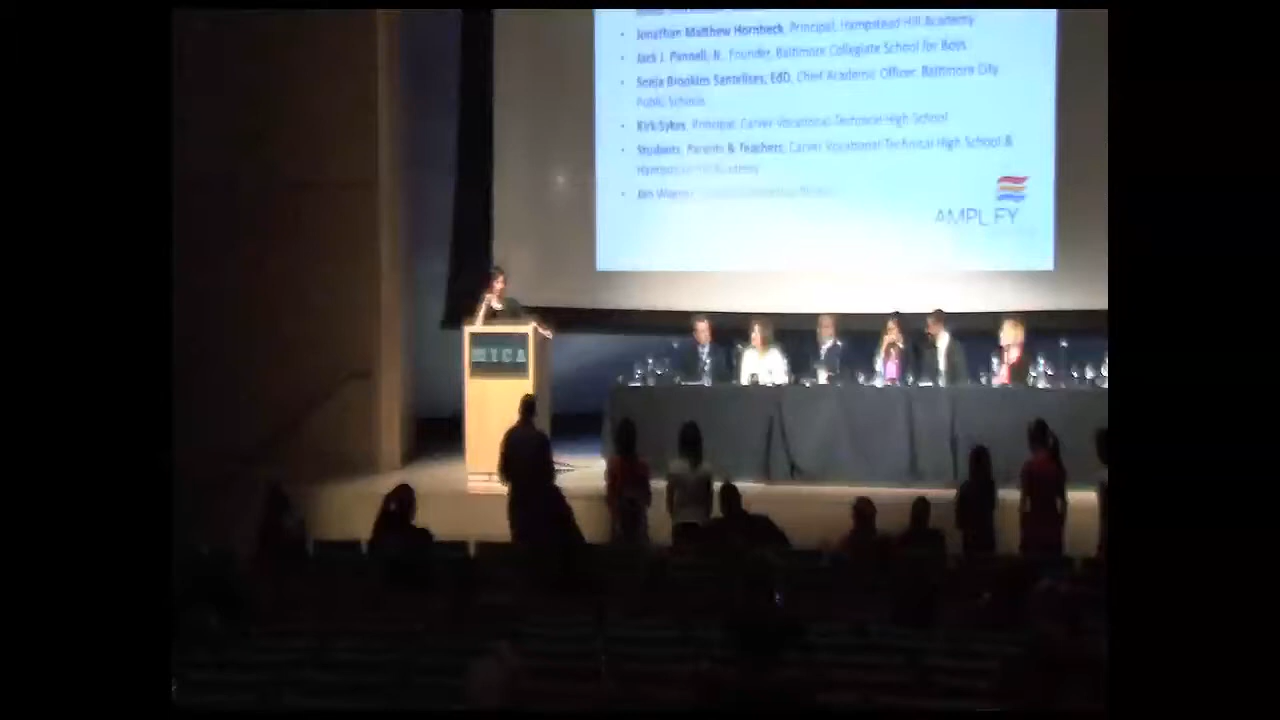 Jonathan Matthew Hornbeck, Principal, Hampstead Hill Academy
Jack J. Pannell, Jr., Founder, Baltimore Collegiate School for Boys
Sonja Brookins Santelises, EdD, Chief Academic Officer, Baltimore City
Public Schools
Kirk Sykes, Principal, Carver Vocational-Technical High School
Students, Parents & Teachers, Carver Vocational-Technical High School &
Hampstead Hill Academy
AMPLIFY
MICA